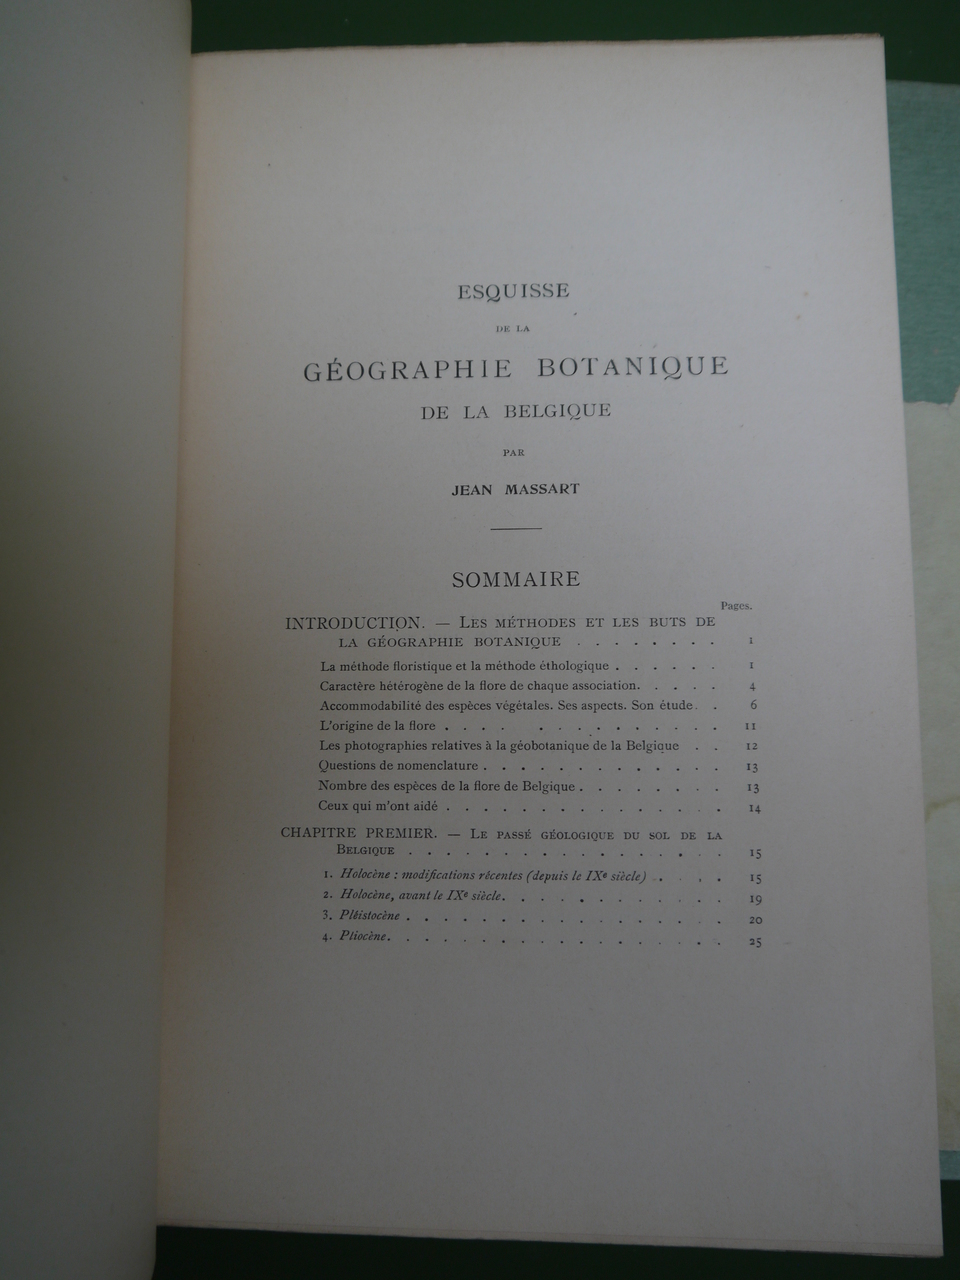 ESQUISSE
DE LA
GÉOGRAPHIE BOTANIQUE
DE LA BELGIQUE
PAR
JEAN MASSART
SOMMAIRE
Pages.
INTRODUCTION. — LES MÉTHODES ET LES BUTS DE
LA GÉOGRAPHIE BOTANIQUE . . . . . . . . 1
La méthode floristique et la méthode éthologique . . . . . . 1
Caractère hétérogène de la flore de chaque association. . . . . 4
Accommodabilité des espèces végétales. Ses aspects. Son étude. . 6
L'origine de la flore . . . . . . . . . . . . . . 11
Les photographies relatives à la géobotanique de la Belgique . . 12
Questions de nomenclature . . . . . . . . . . . . . 13
Nombre des espèces de la flore de Belgique . . . . . . . . 13
Ceux qui m'ont aidé . . . . . . . . . . . . . . . 14
CHAPITRE PREMIER. — LE PASSÉ GÉOLOGIQUE DU SOL DE LA
BELGIQUE . . . . . . . . . . . . . . . . . 15
1. Holocène : modifications récentes (depuis le IXe siècle) . . . . 15
2. Holocène, avant le IXe siècle. . . . . . . . . . . . 19
3. Pléistocène . . . . . . . . . . . . . . . . . 20
4. Pliocène. . . . . . . . . . . . . . . . . . 25